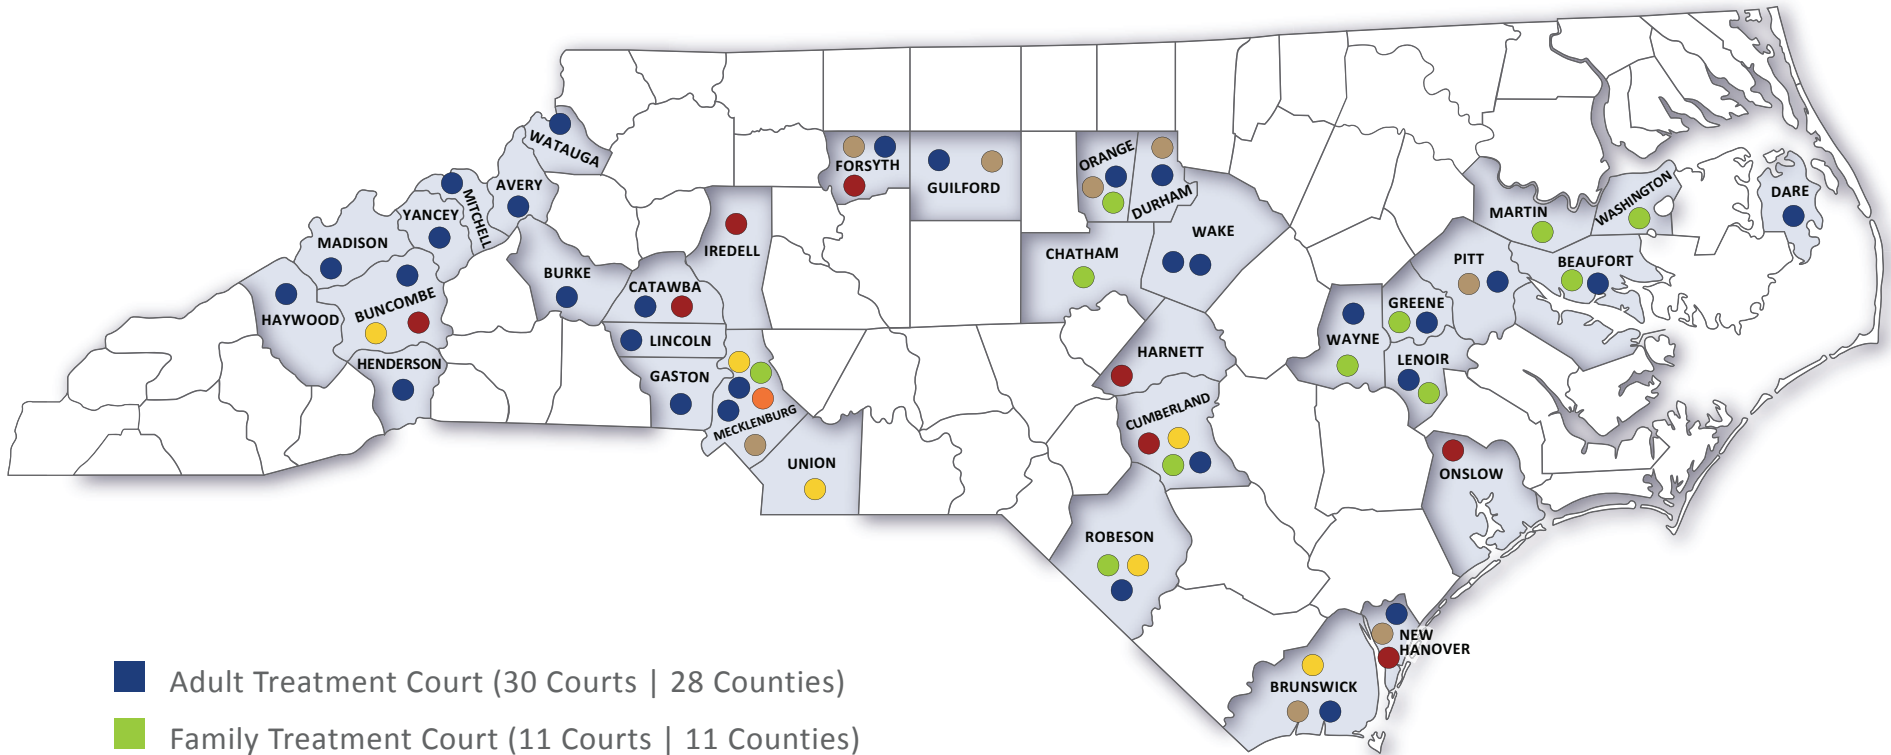 WATAUGA
AVERY
MITCHELL
YANCEY
MADISON
BUNCOMBE
HAYWOOD
HENDERSON
BURKE
CATAWBA
LINCOLN
GASTON
IREDELL
MECKLENBURG
UNION
FORSYTH
GUILFORD
ORANGE
DURHAM
CHATHAM
WAKE
HARNETT
CUMBERLAND
ROBESON
BRUNSWICK
NEW
HANOVER
ONSLOW
WAYNE
GREENE
LENOIR
PITT
MARTIN
WASHINGTON
BEAUFORT
DARE
Adult Treatment Court (30 Courts | 28 Counties)
Family Treatment Court (11 Courts | 11 Counties)